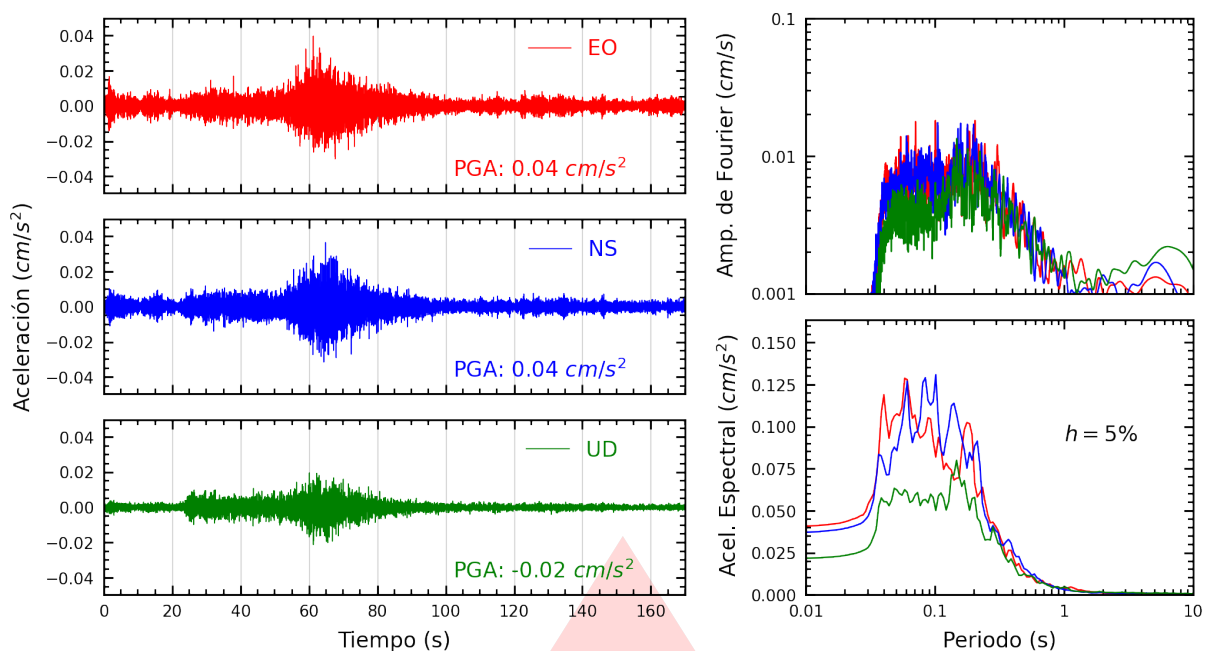 Aceleración (cm/s²)
0.04
0.02
0.00
−0.02
−0.04
EO
PGA: 0.04 cm/s²
0.04
0.02
0.00
−0.02
−0.04
NS
PGA: 0.04 cm/s²
0.04
0.02
0.00
−0.02
−0.04
UD
PGA: -0.02 cm/s²
0 20 40 60 80 100 120 140 160
Tiempo (s)
Amp. de Fourier (cm/s)
0.1
0.01
0.001
Acel. Espectral (cm/s²)
0.150
0.125
0.100
0.075
0.050
0.025
0.000
h = 5%
0.01 0.1 1 10
Periodo (s)